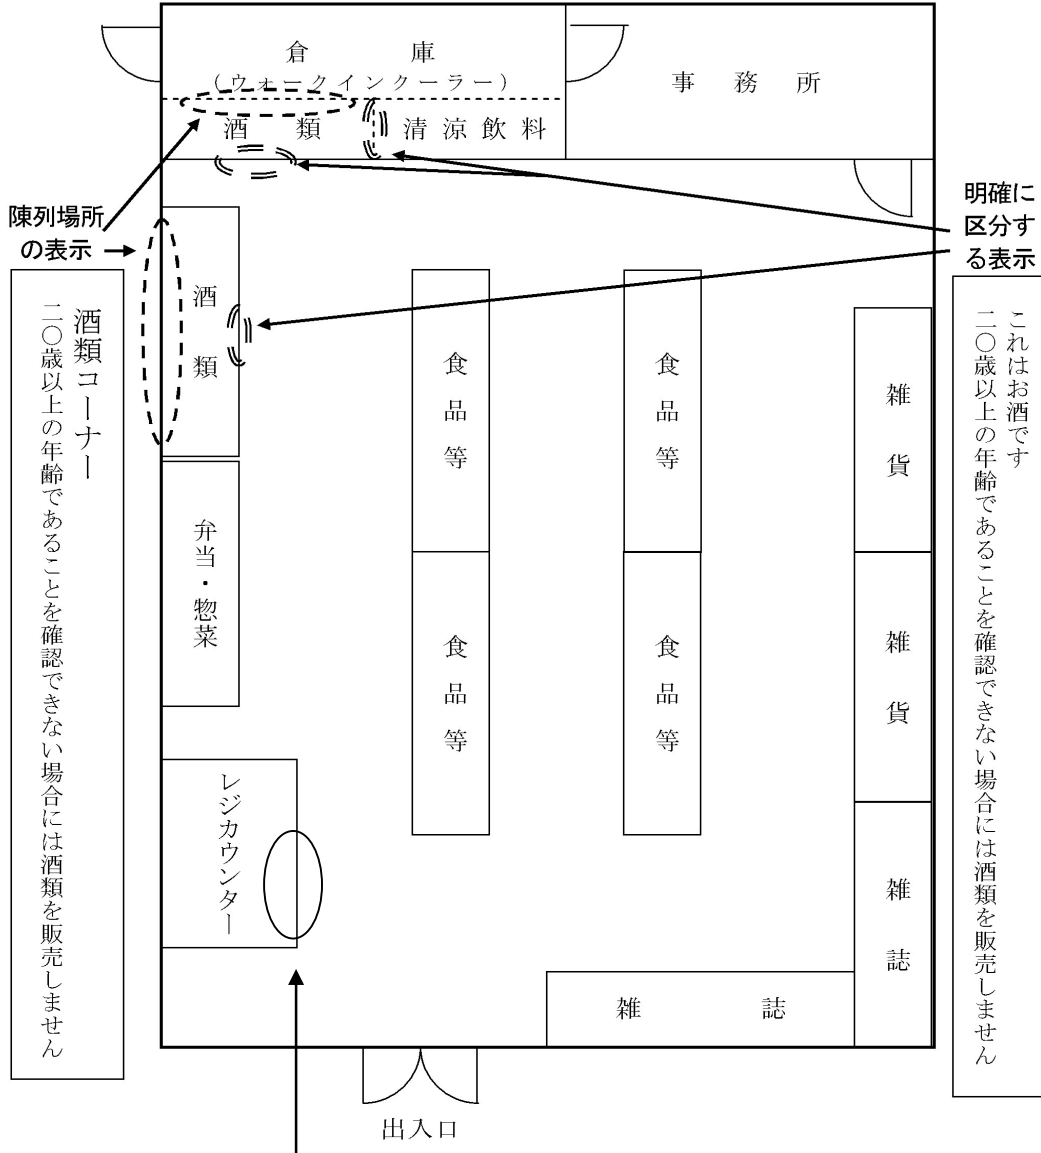 倉庫
(ウォークインクーラー)
事務所
酒類
清涼飲料
陳列場所
の表示
明確に
区分す
る表示
酒類コーナー
二〇歳以上の年齢であることを確認できない場合には酒類を販売しません
酒類
これはお酒です
二〇歳以上の年齢であることを確認できない場合には酒類を販売しません
食品等
食品等
雑貨
弁当・惣菜
食品等
食品等
雑貨
レジカウンター
雑誌
雑誌
出入口